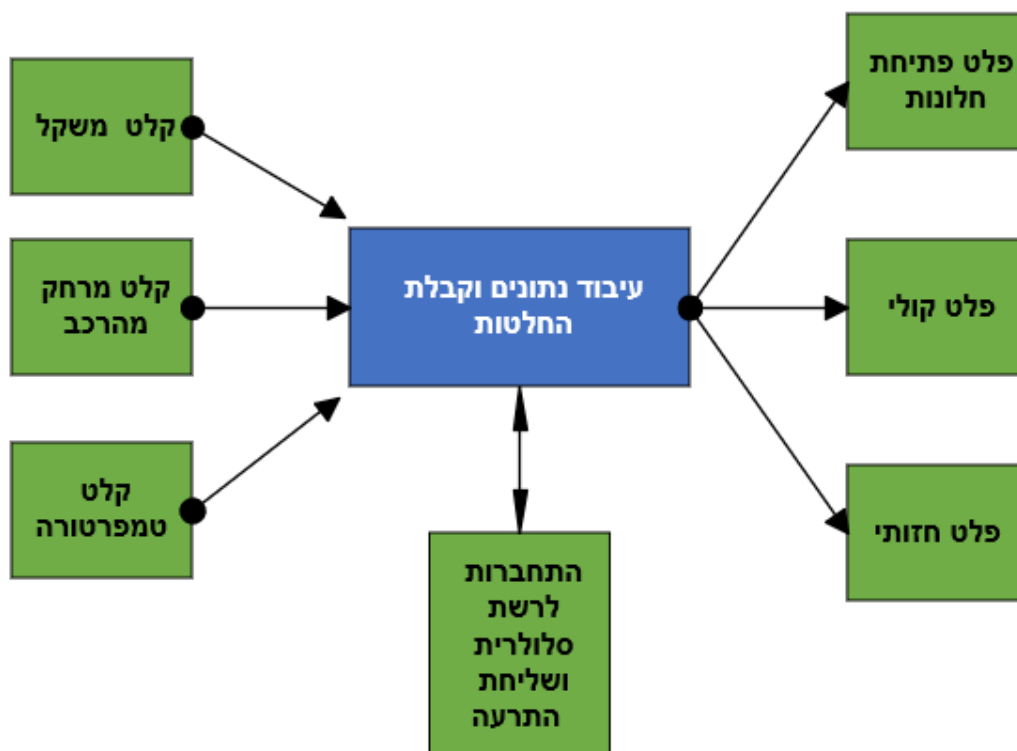 קלט משקל
קלט מרחק
מהרכב
קלט
טמפרטורה
עיבוד נתונים וקבלת
החלטות
התחברות
לרשת
סלולרית
ושליחת
התרעה
פלט פתיחת
חלונות
פלט קולי
פלט חזותי